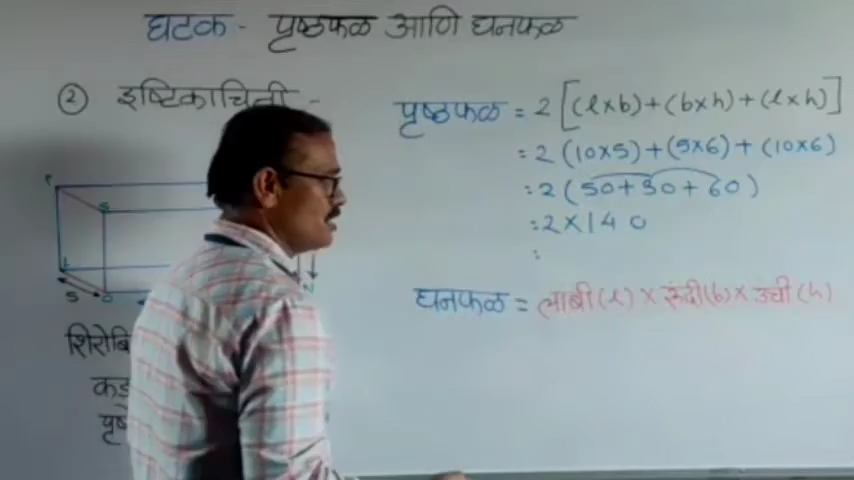 घटक - पृष्ठफळ आणि घनफळ
② इष्टिकाचिती -
पृष्ठफळ = 2 [(l×b)+(b×h)+(l×h)]
= 2 (10×5)+(5×6)+(10×6)
= 2 (50+30+60)
= 2×140
=
घनफळ = लांबी (l) × रुंदी (b) × उंची (h)
5